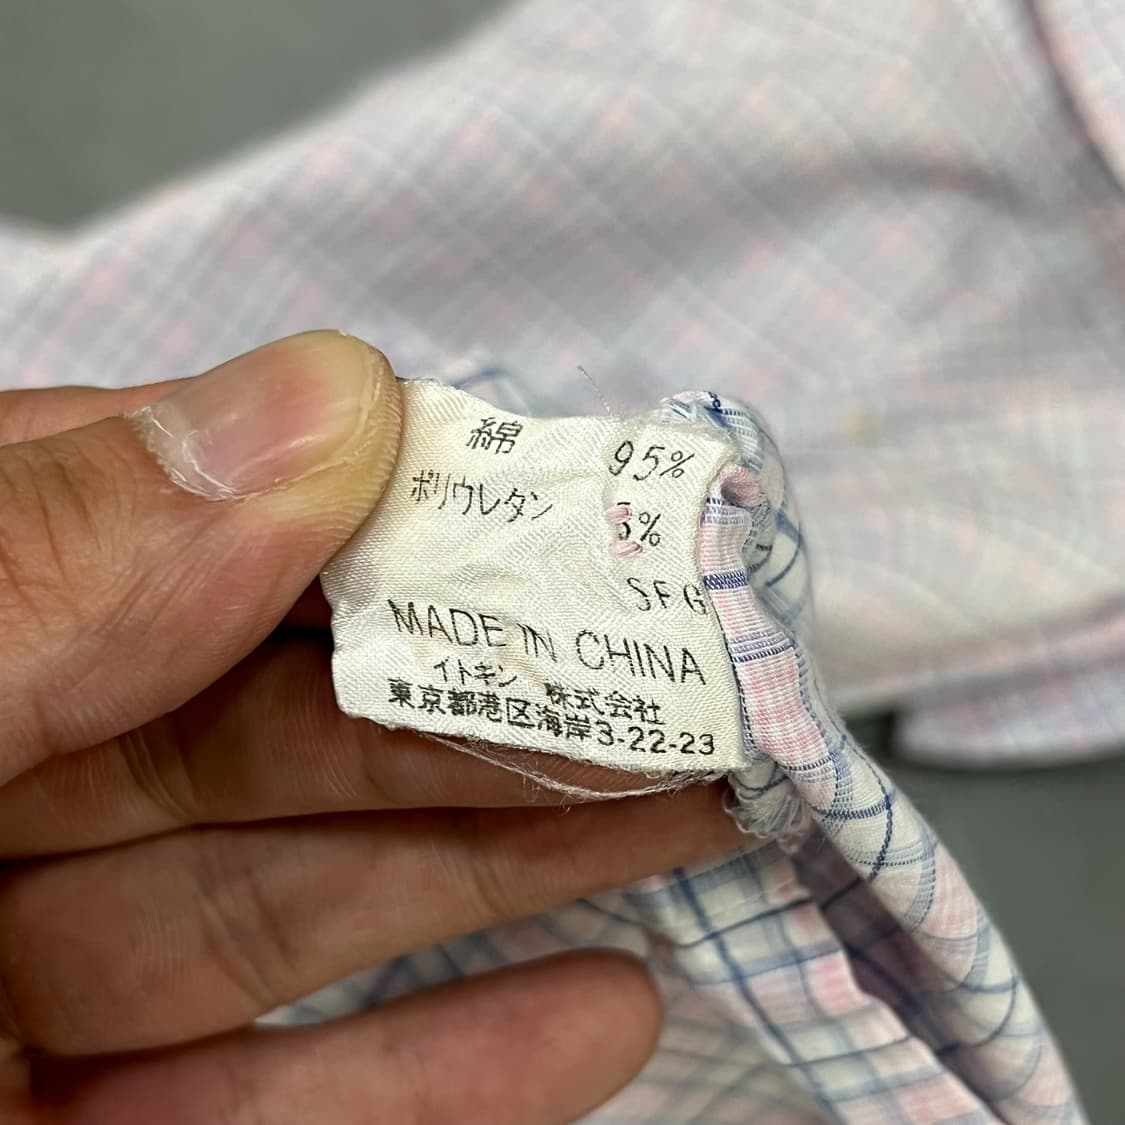 綿 95%
ポリウレタン 5%
SFG
MADE IN CHINA
イトキン 株式会社
東京都港区海岸3-22-23